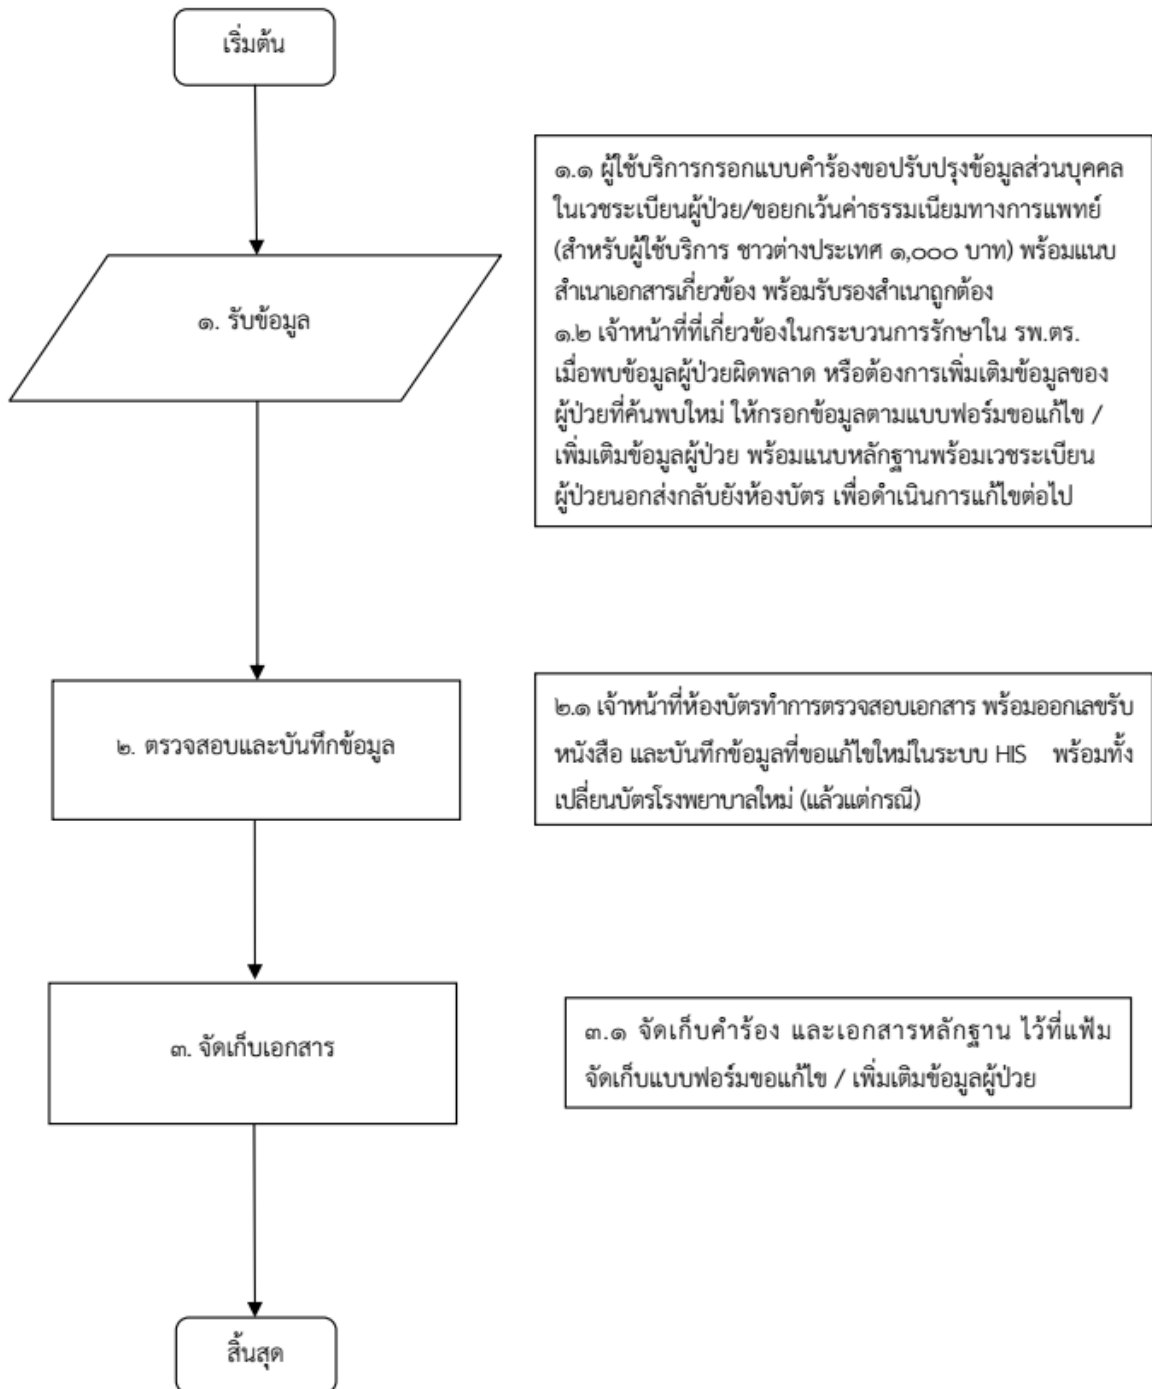 เริ่มต้น
๑.๑ ผู้ใช้บริการกรอกแบบคำร้องขอปรับปรุงข้อมูลส่วนบุคคล
ในเวชระเบียนผู้ป่วย/ขอยกเว้นค่าธรรมเนียมทางการแพทย์
(สำหรับผู้ใช้บริการ ชาวต่างประเทศ ๑,๐๐๐ บาท) พร้อมแนบ
สำเนาเอกสารเกี่ยวข้อง พร้อมรับรองสำเนาถูกต้อง
๑.๒ เจ้าหน้าที่ที่เกี่ยวข้องในกระบวนการรักษาใน รพ.ตร.
เมื่อพบข้อมูลผู้ป่วยผิดพลาด หรือต้องการเพิ่มเติมข้อมูลของ
ผู้ป่วยที่ค้นพบใหม่ ให้กรอกข้อมูลตามแบบฟอร์มขอแก้ไข /
เพิ่มเติมข้อมูลผู้ป่วย พร้อมแนบหลักฐานพร้อมเวชระเบียน
ผู้ป่วยนอกส่งกลับยังห้องบัตร เพื่อดำเนินการแก้ไขต่อไป
๑. รับข้อมูล
๒. ตรวจสอบและบันทึกข้อมูล
๒.๑ เจ้าหน้าที่ห้องบัตรทำการตรวจสอบเอกสาร พร้อมออกเลขรับ
หนังสือ และบันทึกข้อมูลที่ขอแก้ไขใหม่ในระบบ HIS พร้อมทั้ง
เปลี่ยนบัตรโรงพยาบาลใหม่ (แล้วแต่กรณี)
๓. จัดเก็บเอกสาร
๓.๑ จัดเก็บคำร้อง และเอกสารหลักฐาน ไว้ที่แฟ้ม
จัดเก็บแบบฟอร์มขอแก้ไข / เพิ่มเติมข้อมูลผู้ป่วย
สิ้นสุด